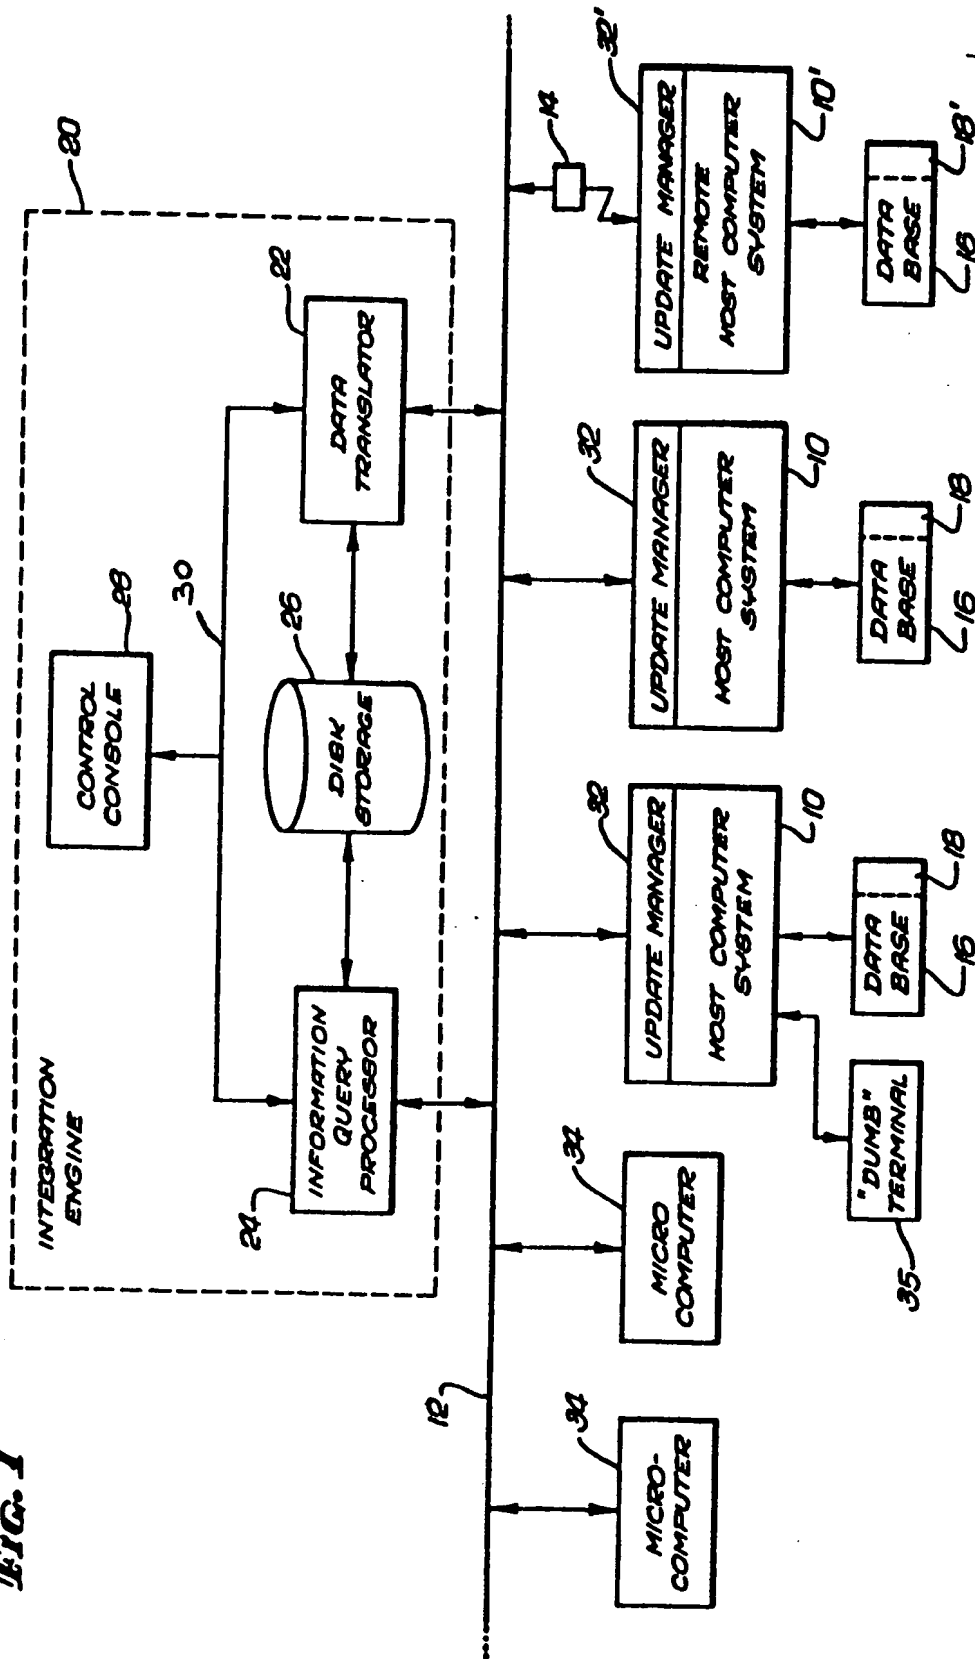 FIG. 1
INTEGRATION
ENGINE
20
CONTROL
CONSOLE
28
30
24
INFORMATION
QUERY
PROCESSOR
DISK
STORAGE
26
DATA
TRANSLATOR
22
12
14
MICRO-
COMPUTER
34
MICRO
COMPUTER
34
UPDATE MANAGER
HOST COMPUTER
SYSTEM
32
10
UPDATE MANAGER
HOST COMPUTER
SYSTEM
32
10
UPDATE MANAGER
REMOTE
HOST COMPUTER
SYSTEM
32'
10'
"DUMB"
TERMINAL
35
DATA
BASE
16
18
DATA
BASE
16
18
DATA
BASE
16
18'